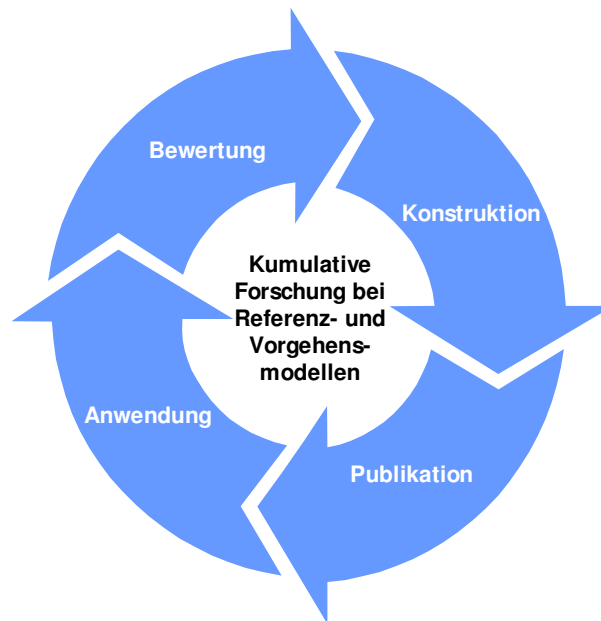 Bewertung
Konstruktion
Kumulative
Forschung bei
Referenz- und
Vorgehens-
modellen
Anwendung
Publikation